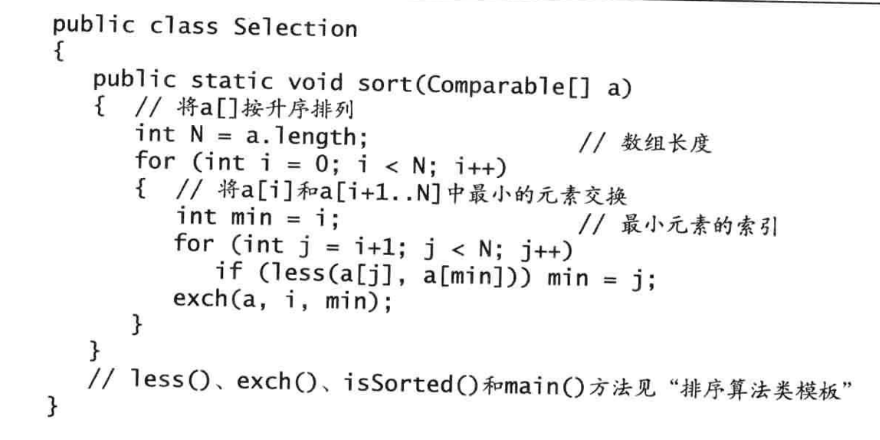 public class Selection
{
   public static void sort(Comparable[] a)
   {  // 将a[]按升序排列
      int N = a.length;               // 数组长度
      for (int i = 0; i < N; i++)
      {  // 将a[i]和a[i+1..N]中最小的元素交换
         int min = i;                 // 最小元素的索引
         for (int j = i+1; j < N; j++)
            if (less(a[j], a[min])) min = j;
         exch(a, i, min);
      }
   }
   // less()、exch()、isSorted()和main()方法见“排序算法类模板”
}